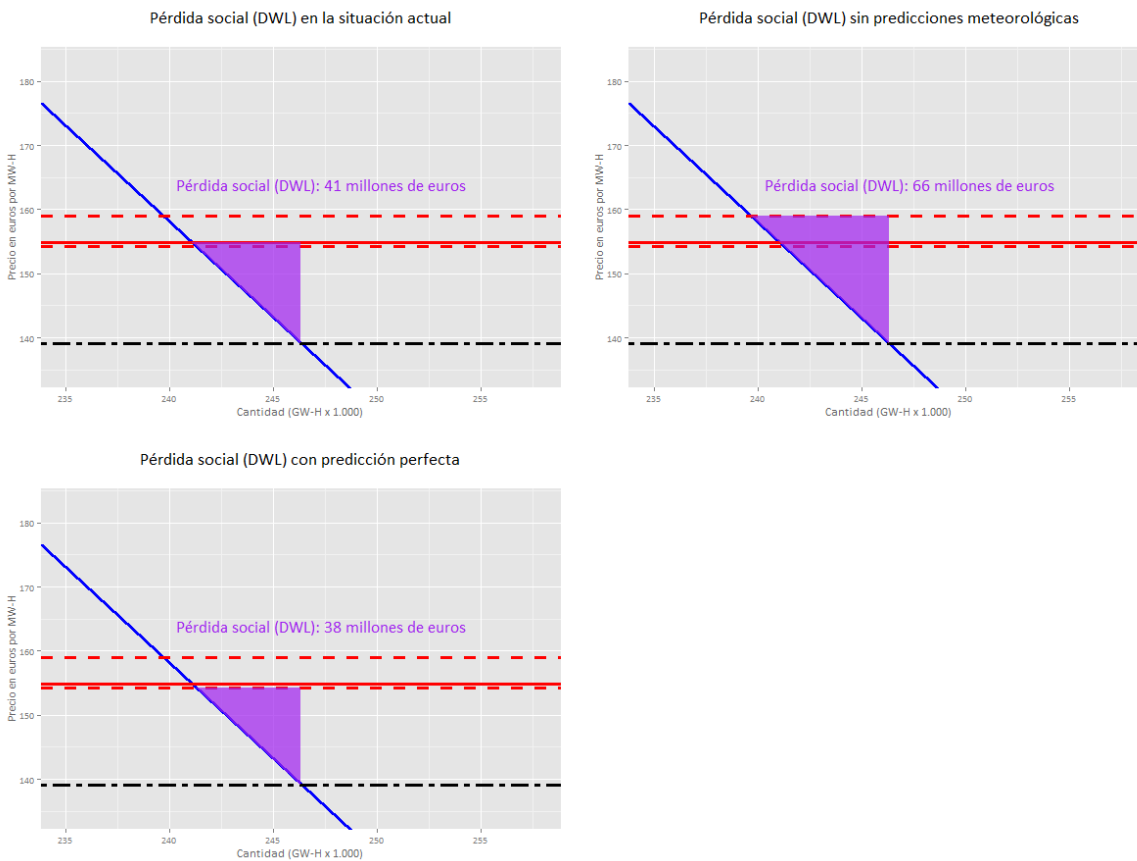 Pérdida social (DWL) en la situación actual
Precio en euros por MW-H
180
170
160
150
140
Pérdida social (DWL): 41 millones de euros
235 240 245 250 255
Cantidad (GW-H x 1.000)
Pérdida social (DWL) sin predicciones meteorológicas
Precio en euros por MW-H
180
170
160
150
140
Pérdida social (DWL): 66 millones de euros
235 240 245 250 255
Cantidad (GW-H x 1.000)
Pérdida social (DWL) con predicción perfecta
Precio en euros por MW-H
180
170
160
150
140
Pérdida social (DWL): 38 millones de euros
235 240 245 250 255
Cantidad (GW-H x 1.000)